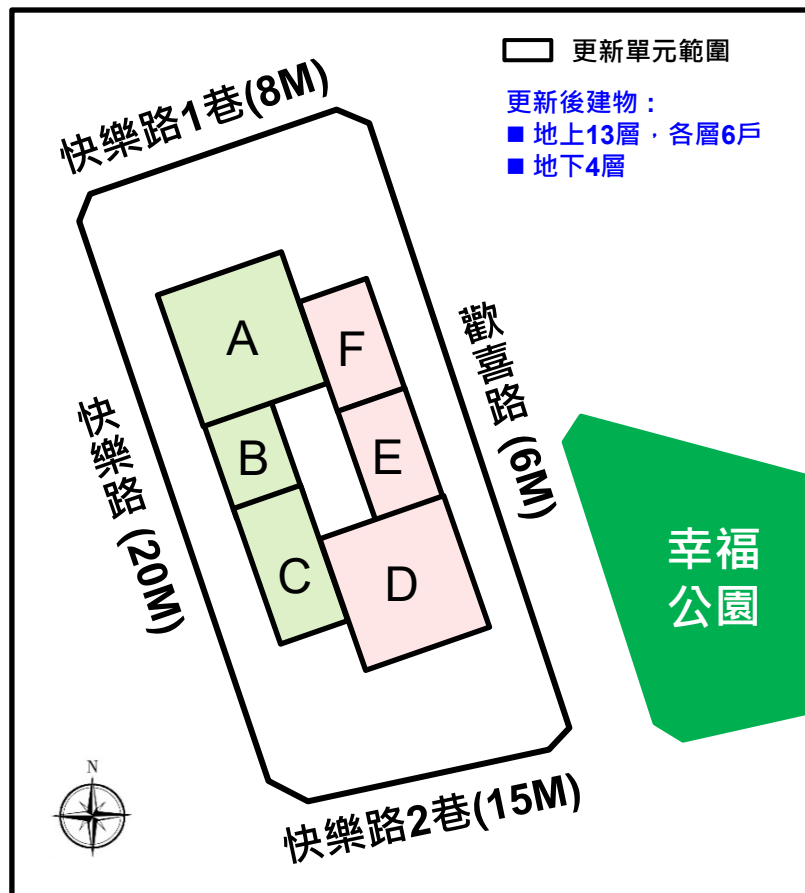 更新單元範圍
更新後建物：
■ 地上13層，各層6戶
■ 地下4層
快樂路1巷(8M)
A
F
歡喜路 (6M)
快樂路 (20M)
B
E
C
D
幸福
公園
N
快樂路2巷(15M)